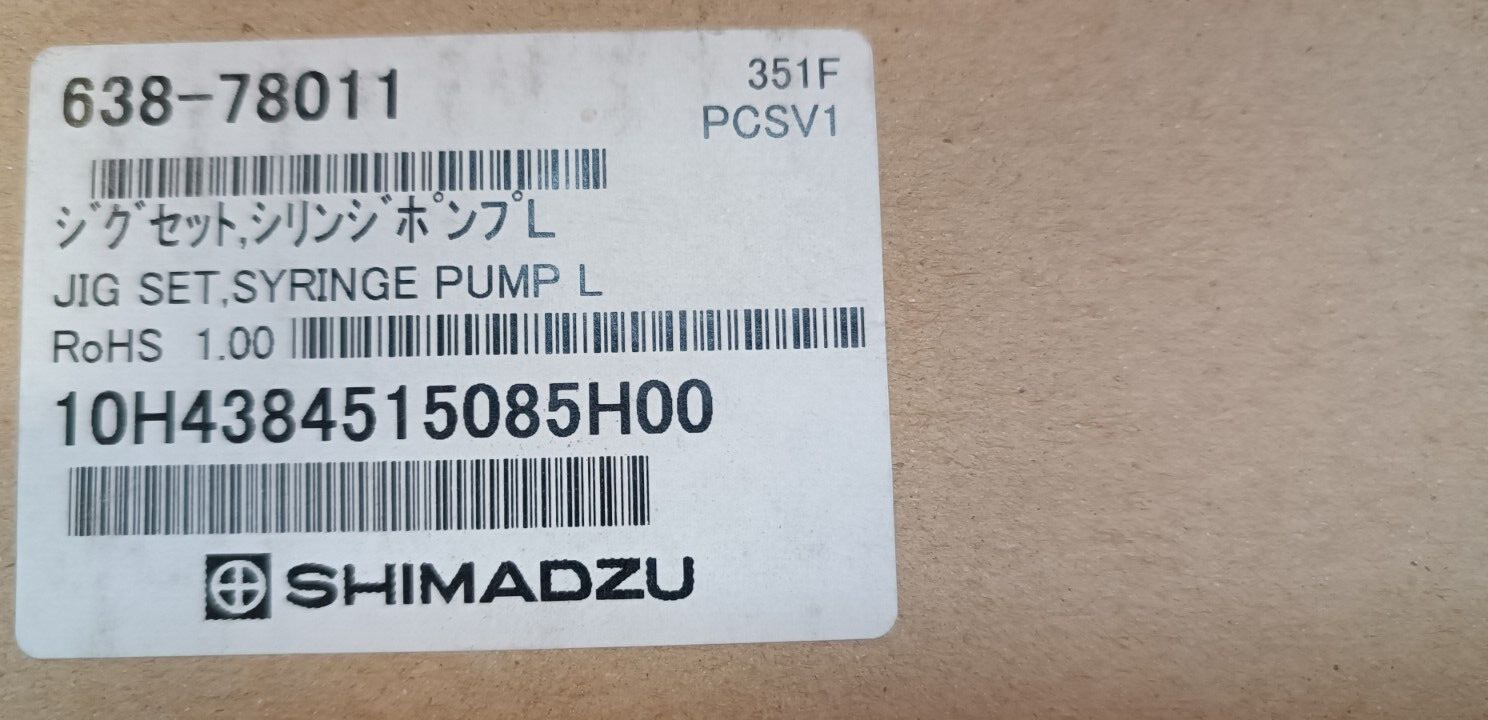 638-78011
351F
PCSV1
ジグセット,シリンジポンプL
JIG SET,SYRINGE PUMP L
RoHS 1.00
10H4384515085H00
SHIMADZU